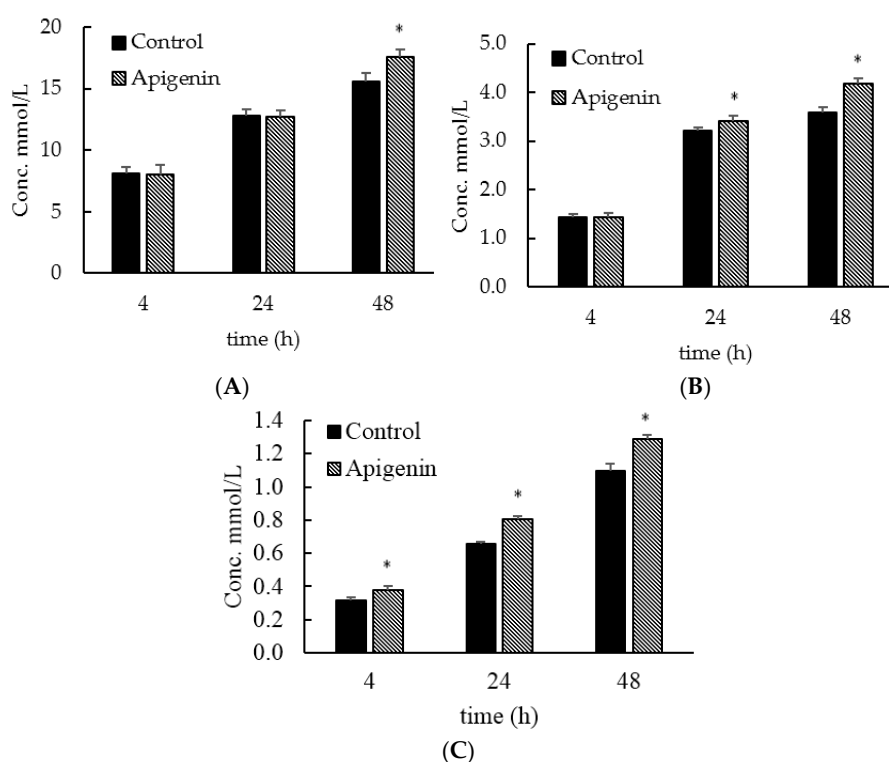 20
15
10
5
0
Conc. mmol/L
Control
Apigenin
*
4
24
48
time (h)
(A)
5.0
4.0
3.0
2.0
1.0
0.0
Conc. mmol/L
Control
Apigenin
*
*
4
24
48
time (h)
(B)
1.4
1.2
1.0
0.8
0.6
0.4
0.2
0.0
Conc. mmol/L
Control
Apigenin
*
*
*
4
24
48
time (h)
(C)